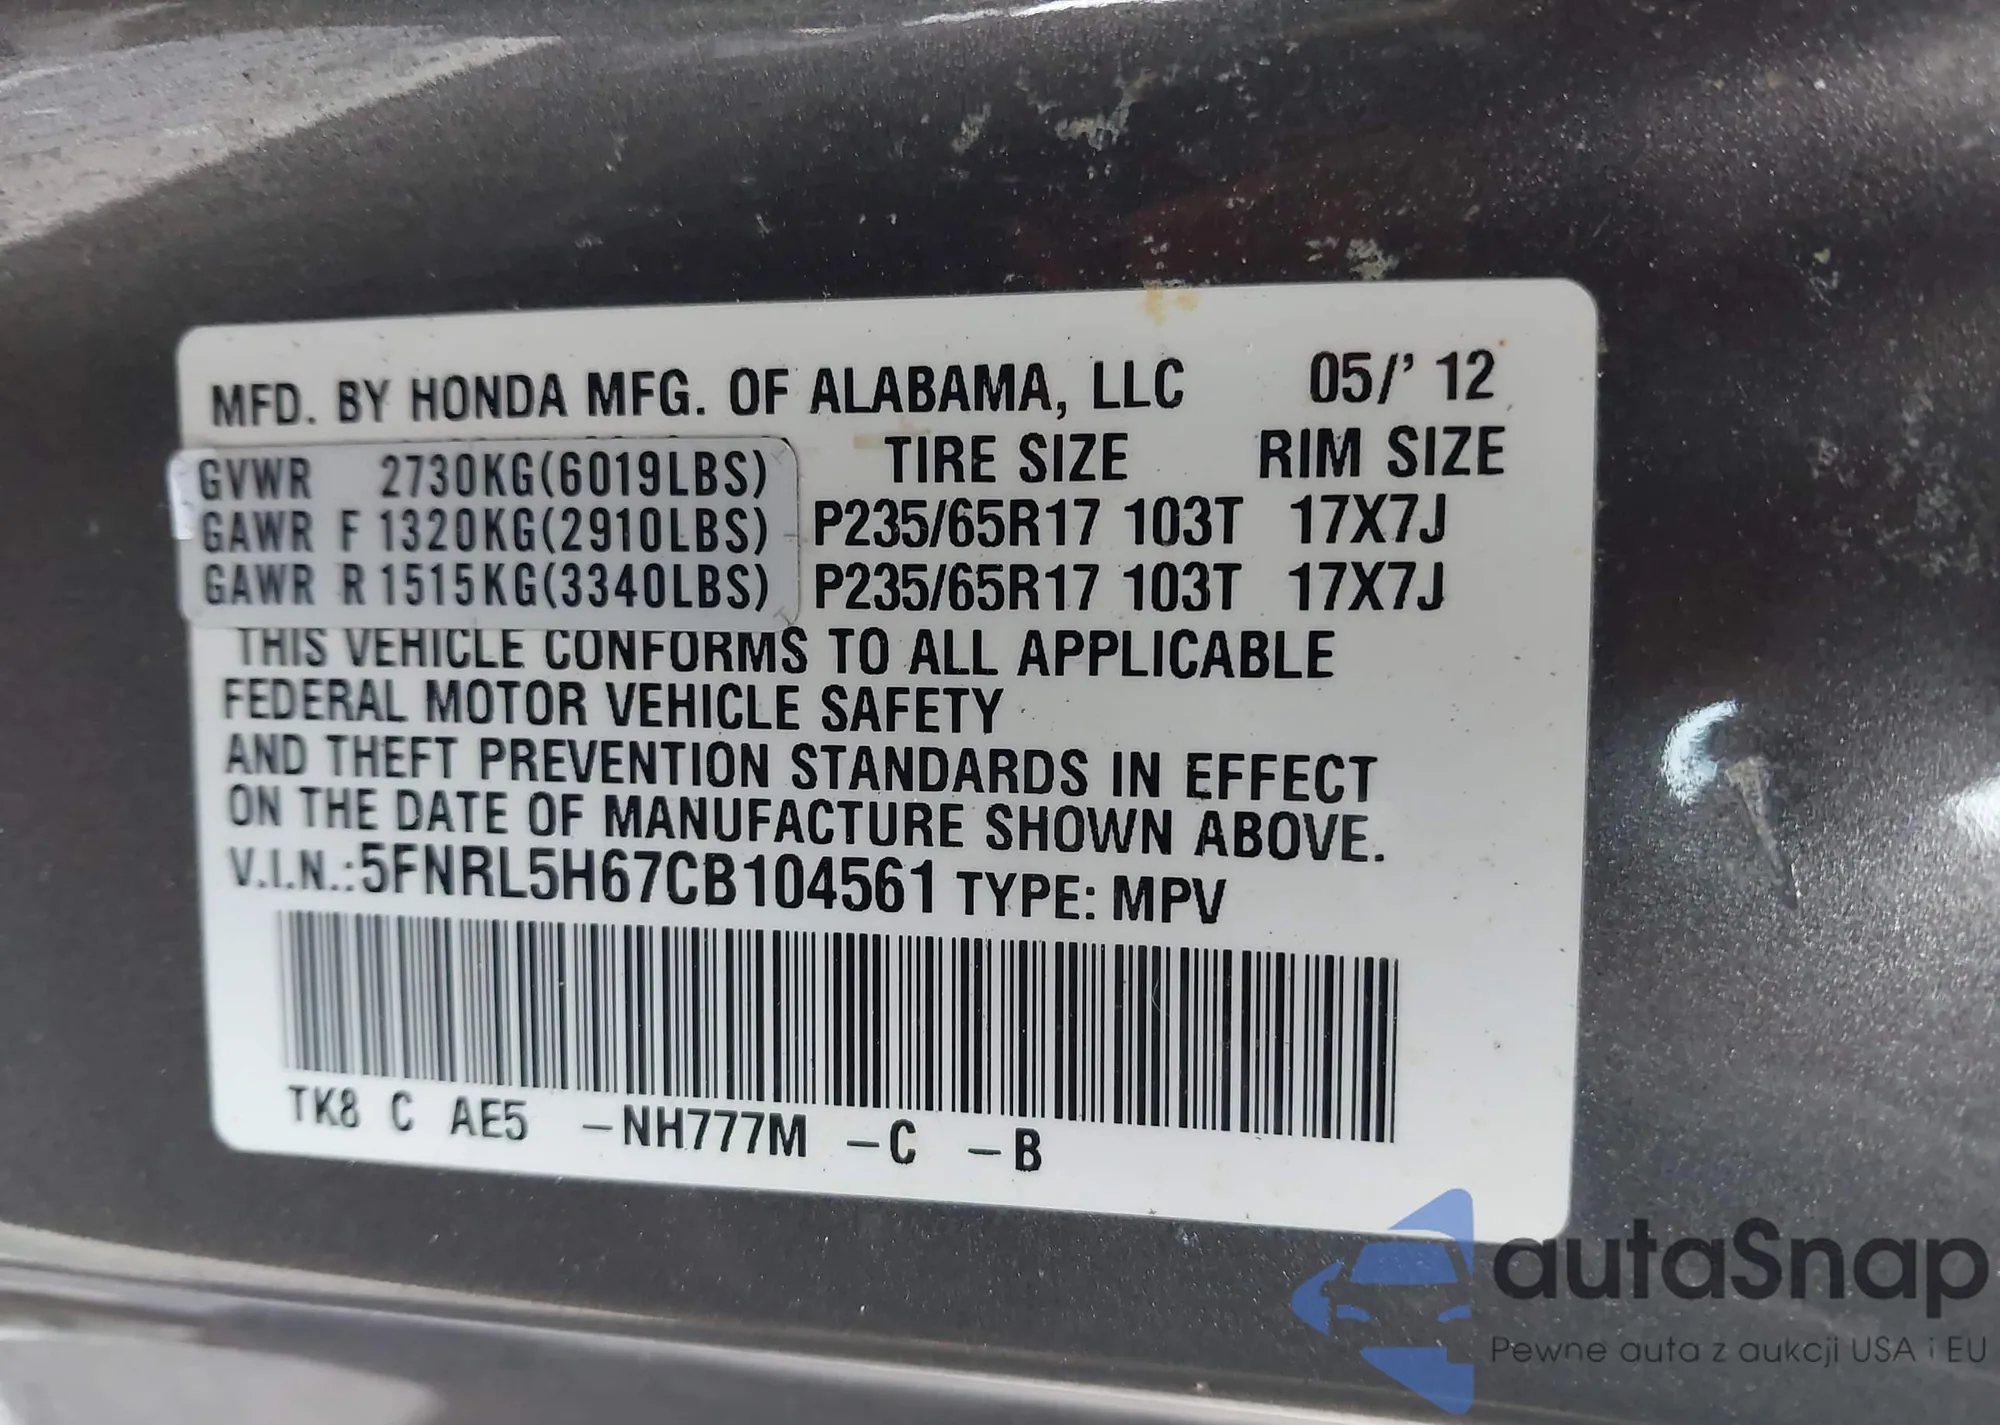 MFD. BY HONDA MFG. OF ALABAMA, LLC 05/' 12
TIRE SIZE RIM SIZE
GVWR 2730KG(6019LBS)
GAWR F 1320KG(2910LBS) P235/65R17 103T 17X7J
GAWR R 1515KG(3340LBS) P235/65R17 103T 17X7J
THIS VEHICLE CONFORMS TO ALL APPLICABLE
FEDERAL MOTOR VEHICLE SAFETY
AND THEFT PREVENTION STANDARDS IN EFFECT
ON THE DATE OF MANUFACTURE SHOWN ABOVE.
V.I.N.:5FNRL5H67CB104561 TYPE: MPV
TK8 C AE5 –NH777M –C –B
autaSnap
Pewne auta z aukcji USA i EU